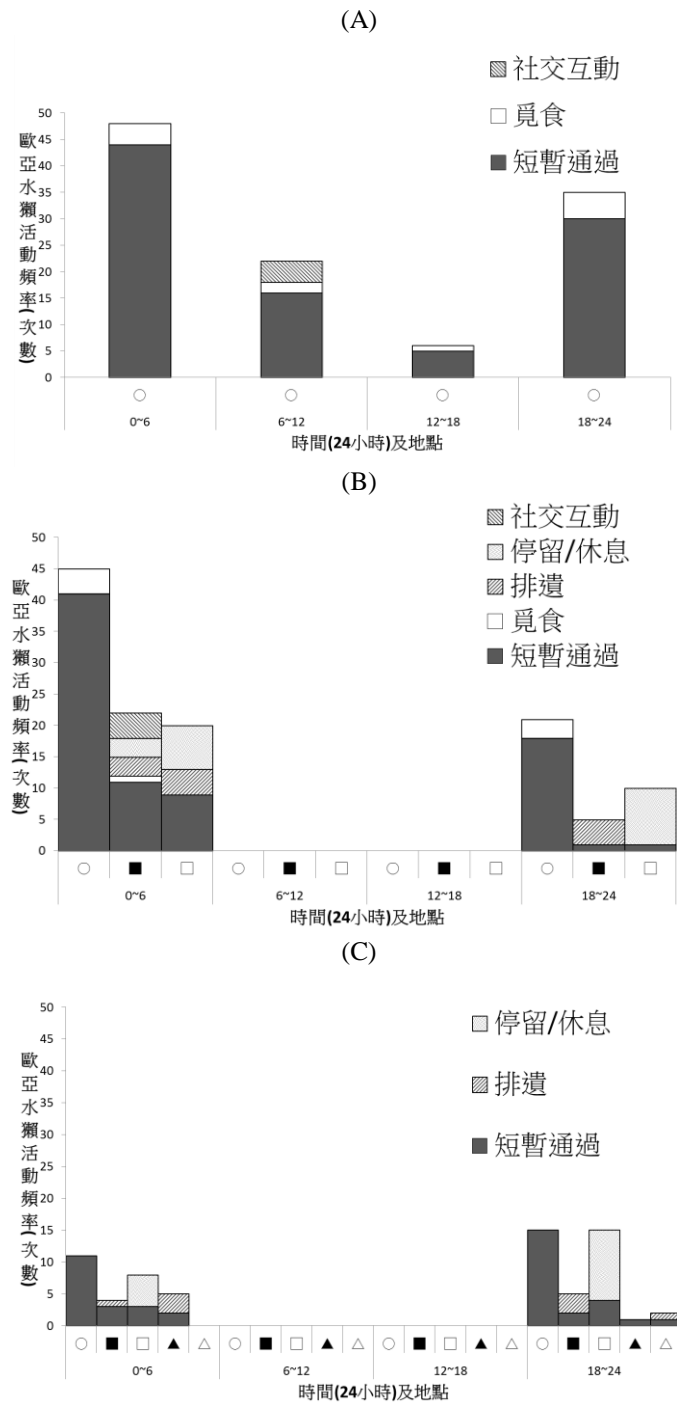 (A)
社交互動
覓食
短暫通過
歐亞水獺活動頻率(次數)
50
45
40
35
30
25
20
15
10
5
0
○ ○ ○ ○
0~6 6~12 12~18 18~24
時間(24小時)及地點
(B)
社交互動
停留/休息
排遺
覓食
短暫通過
歐亞水獺活動頻率(次數)
50
45
40
35
30
25
20
15
10
5
0
○ ■ □ ○ ■ □ ○ ■ □ ○ ■ □
0~6 6~12 12~18 18~24
時間(24小時)及地點
(C)
停留/休息
排遺
短暫通過
歐亞水獺活動頻率(次數)
50
45
40
35
30
25
20
15
10
5
0
○ ■ □ ▲ △ ○ ■ □ ▲ △ ○ ■ □ ▲ △ ○ ■ □ ▲ △
0~6 6~12 12~18 18~24
時間(24小時)及地點